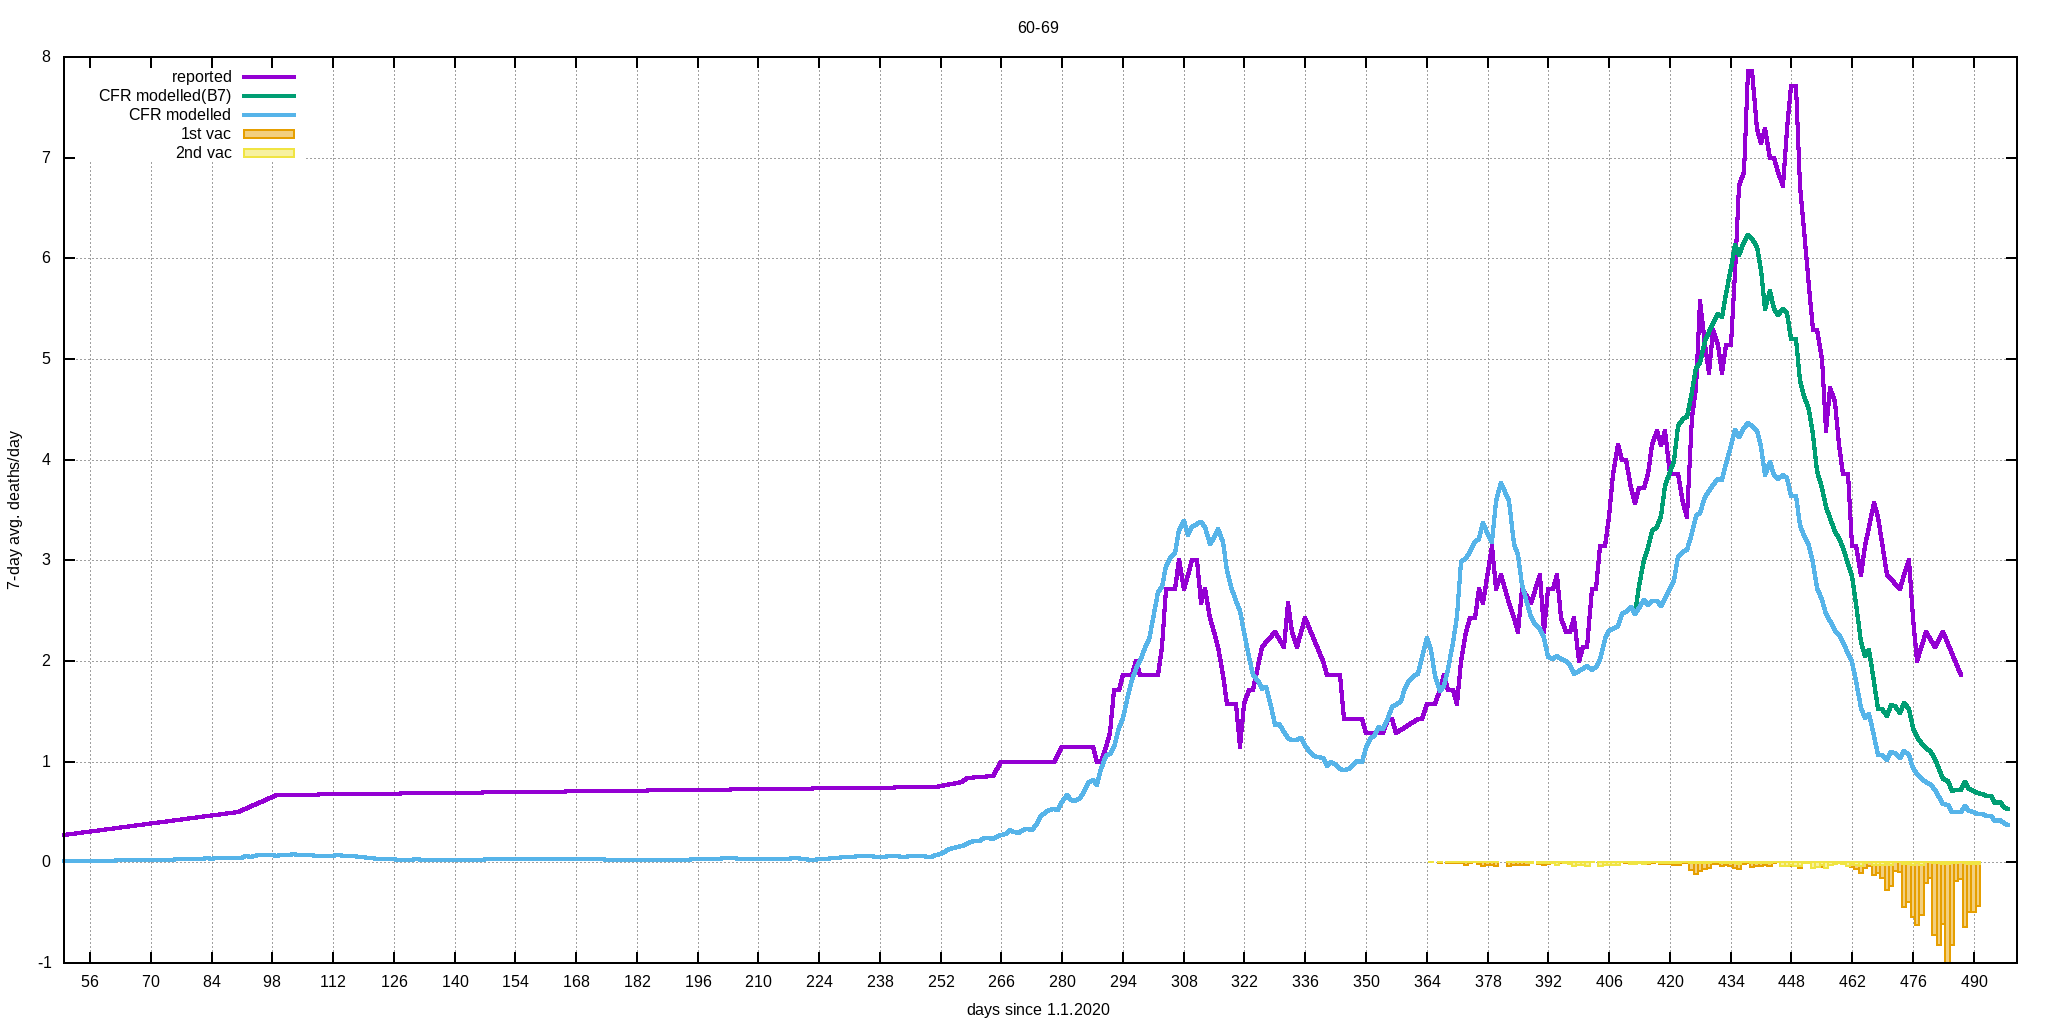 60-69
8
7
6
5
4
3
2
1
0
-1
7-day avg. deaths/day
reported
CFR modelled(B7)
CFR modelled
1st vac
2nd vac
56 70 84 98 112 126 140 154 168 182 196 210 224 238 252 266 280 294 308 322 336 350 364 378 392 406 420 434 448 462 476 490
days since 1.1.2020